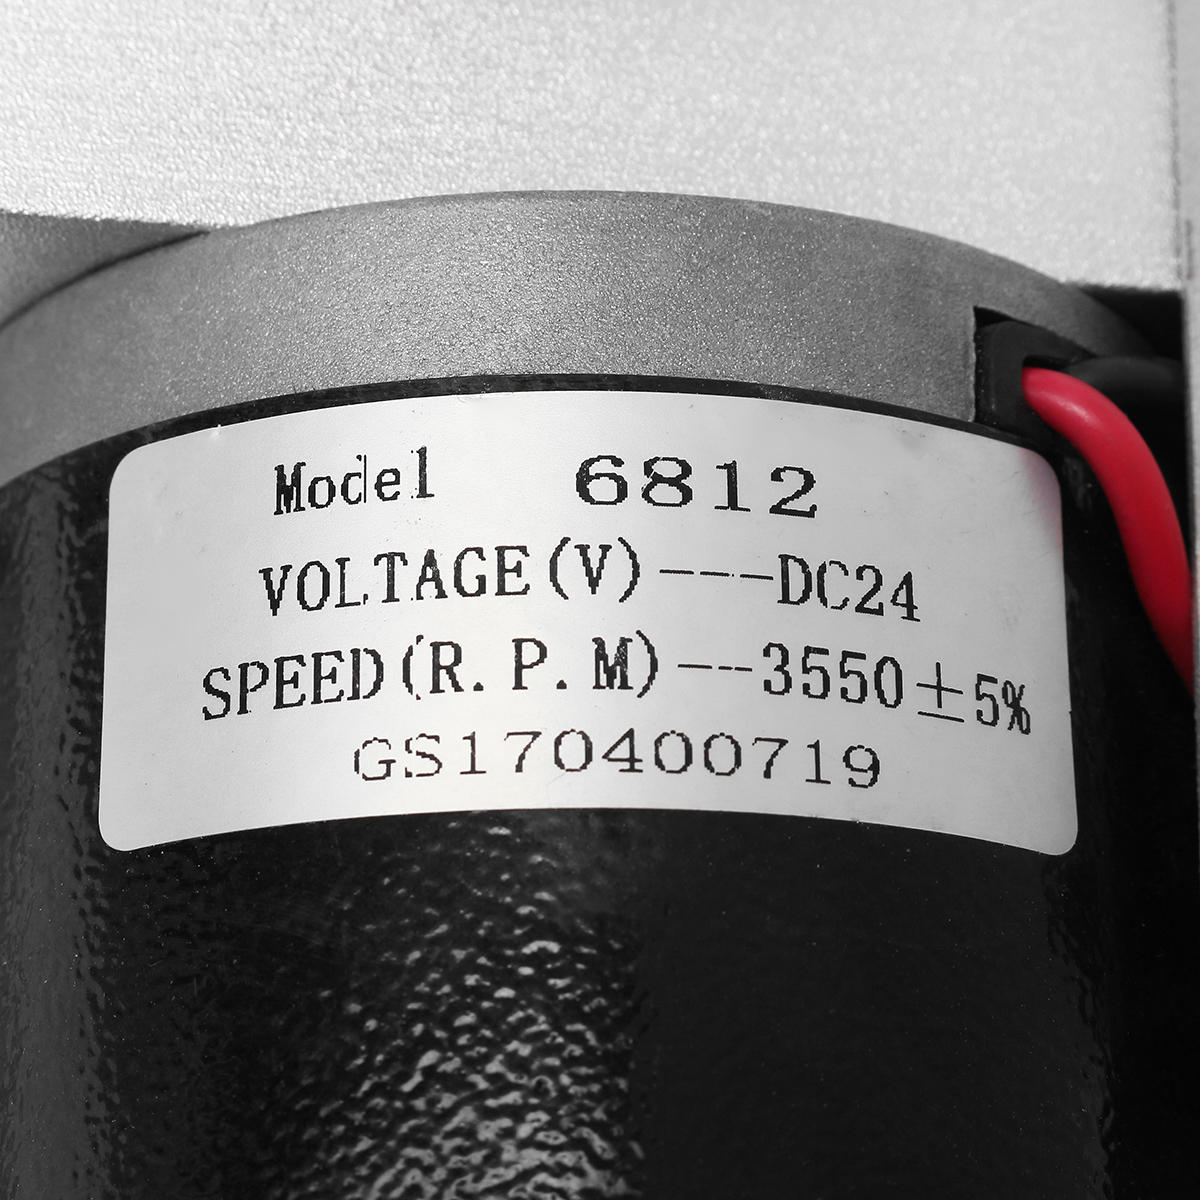 Model 6812
VOLTAGE(V)---DC24
SPEED(R.P.M)---3550±5%
GS170400719